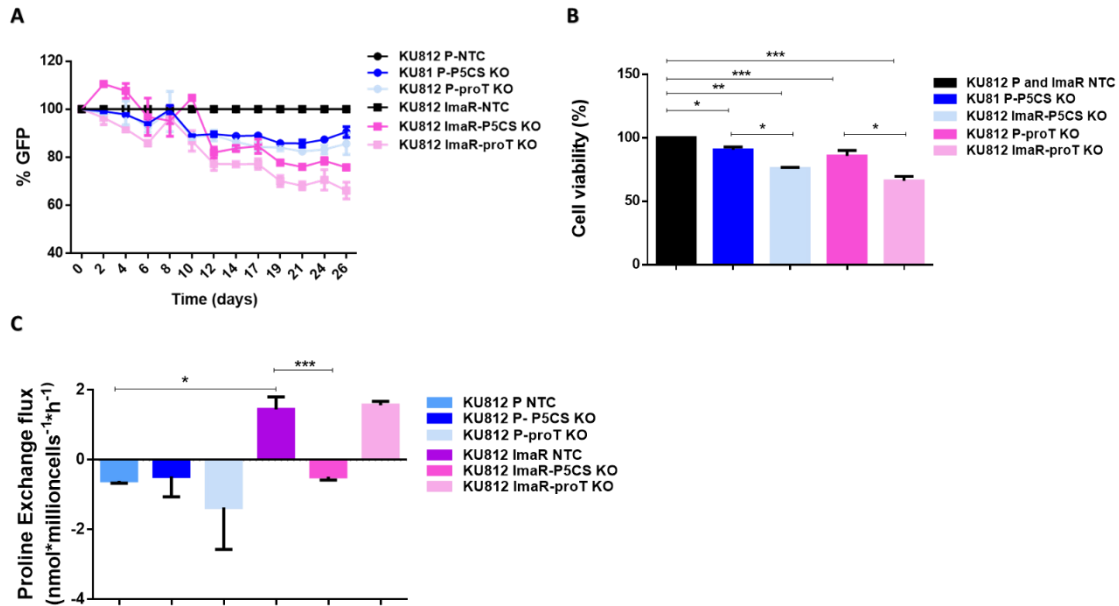 A
% GFP
120
100
80
60
40
0 2 4 6 8 10 12 14 17 19 21 24 26
Time (days)
KU812 P-NTC
KU81 P-P5CS KO
KU812 P-proT KO
KU812 ImaR-NTC
KU812 ImaR-P5CS KO
KU812 ImaR-proT KO
B
Cell viability (%)
150
100
50
0
***
***
**
*
*
*
KU812 P and ImaR NTC
KU81 P-P5CS KO
KU812 ImaR-P5CS KO
KU812 P-proT KO
KU812 ImaR-proT KO
C
Proline Exchange flux
(nmol*millioncells⁻¹*h⁻¹)
2
0
-2
-4
*
***
KU812 P NTC
KU812 P- P5CS KO
KU812 P-proT KO
KU812 ImaR NTC
KU812 ImaR-P5CS KO
KU812 ImaR-proT KO